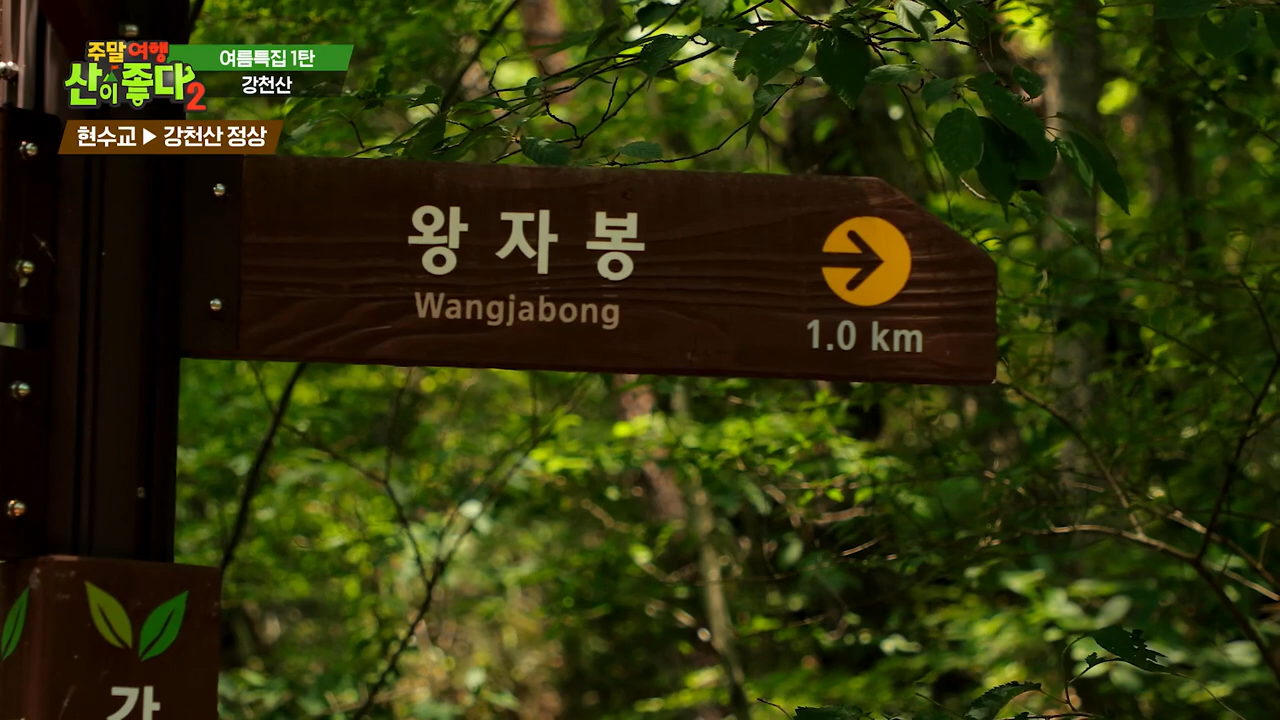 주말여행
산이좋다2
여름특집 1탄
강천산
현수교 ▶ 강천산 정상
왕자봉
Wangjabong
1.0 km